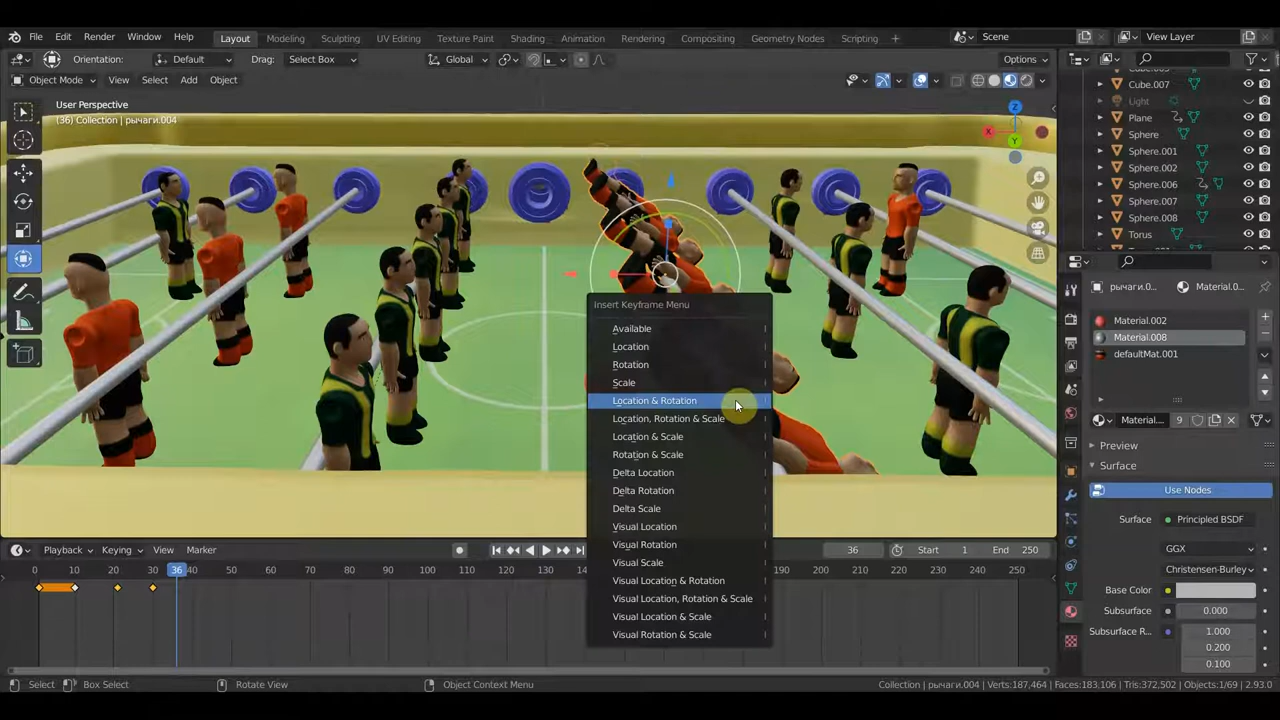 File Edit Render Window Help Layout Modeling Sculpting UV Editing Texture Paint Shading Animation Rendering Compositing Geometry Nodes Scripting + Scene View Layer
Orientation: Default Drag: Select Box Global Options
Object Mode View Select Add Object
User Perspective
(36) Collection | рычаги.004
Z
X
Y
Cube.007
Light
Plane
Sphere
Sphere.001
Sphere.002
Sphere.006
Sphere.007
Sphere.008
Torus
рычаги.0... Material.0...
Material.002
Material.008
defaultMat.001
Material.... 9
Preview
Surface
Use Nodes
Surface Principled BSDF
GGX
Christensen-Burley
Base Color
Subsurface 0.000
Subsurface R... 1.000
0.200
0.100
Insert Keyframe Menu
Available
Location
Rotation
Scale
Location & Rotation
Location, Rotation & Scale
Location & Scale
Rotation & Scale
Delta Location
Delta Rotation
Delta Scale
Visual Location
Visual Rotation
Visual Scale
Visual Location & Rotation
Visual Location, Rotation & Scale
Visual Location & Scale
Visual Rotation & Scale
Playback Keying View Marker 36 Start 1 End 250
0 10 20 30 36 50 60 70 80 90 100 110 120 130 190 200 210 220 230 240 250
Select Box Select Rotate View Object Context Menu Collection | рычаги.004 | Verts:187,464 | Faces:183,106 | Tris:372,502 | Objects:1/69 | 2.93.0